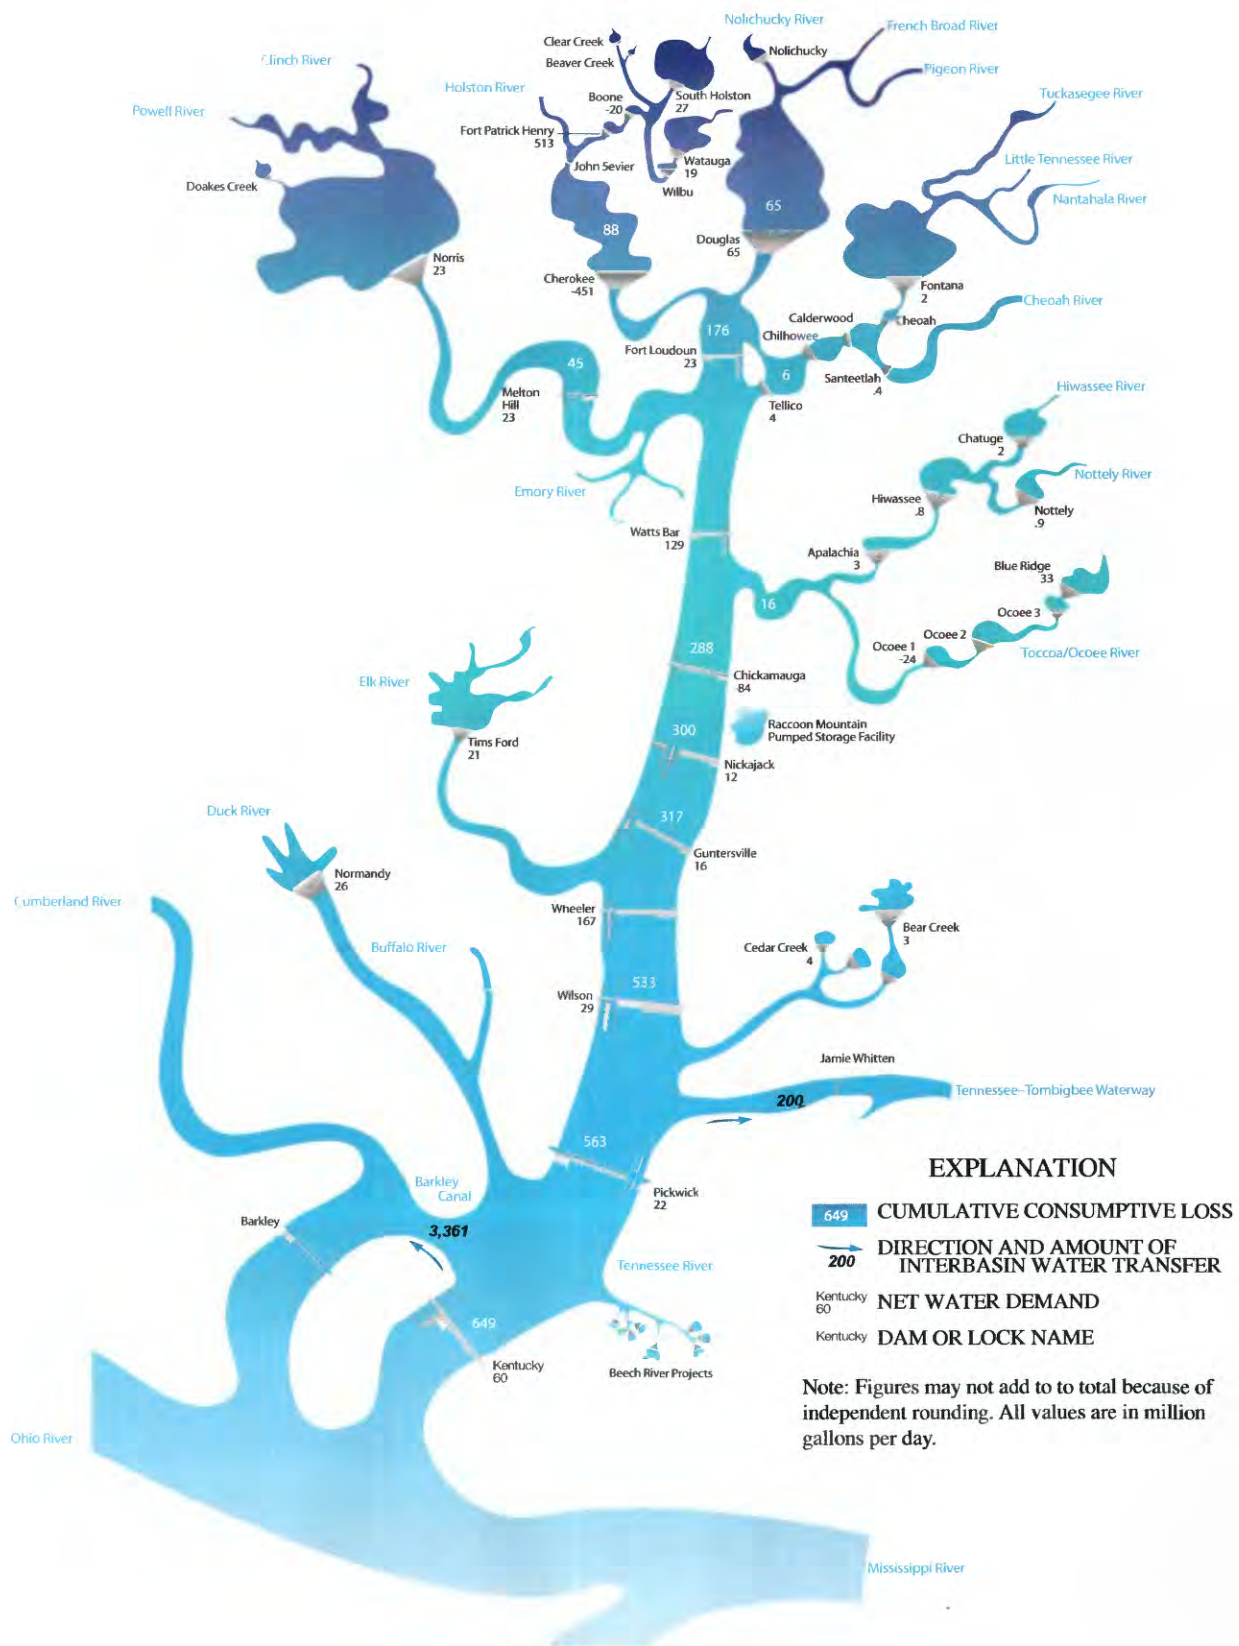 Nolichucky River
French Broad River
Clear Creek
Nolichucky
Beaver Creek
Clinch River
Pigeon River
Holston River
South Holston
27
Boone
-20
Tuckasegee River
Powell River
Fort Patrick Henry
513
Watauga
19
John Sevier
Little Tennessee River
Doakes Creek
Wilbu
Nantahala River
65
88
Douglas
65
Norris
23
Cherokee
-451
Fontana
2
Cheoah River
Calderwood
Cheoah
176
Chilhowee
Fort Loudoun
23
45
6
Santeetlah
.4
Hiwassee River
Melton
Hill
23
Tellico
4
Chatuge
2
Nottely River
Emory River
Hiwassee
.8
Nottely
.9
Watts Bar
129
Apalachia
3
Blue Ridge
33
16
Ocoee 3
Ocoee 2
288
Ocoee 1
-24
Toccoa/Ocoee River
Elk River
Chickamauga
-84
Raccoon Mountain
Pumped Storage Facility
300
Tims Ford
21
Nickajack
12
Duck River
317
Guntersville
16
Normandy
26
Cumberland River
Wheeler
167
Bear Creek
3
Buffalo River
Cedar Creek
4
533
Wilson
29
Jamie Whitten
Tennessee–Tombigbee Waterway
200
563
Barkley
Canal
Pickwick
22
Barkley
3,361
Tennessee River
649
Kentucky
60
Beech River Projects
Ohio River
Mississippi River
EXPLANATION
649 CUMULATIVE CONSUMPTIVE LOSS
200 DIRECTION AND AMOUNT OF
INTERBASIN WATER TRANSFER
Kentucky
60 NET WATER DEMAND
Kentucky DAM OR LOCK NAME
Note: Figures may not add to to total because of
independent rounding. All values are in million
gallons per day.